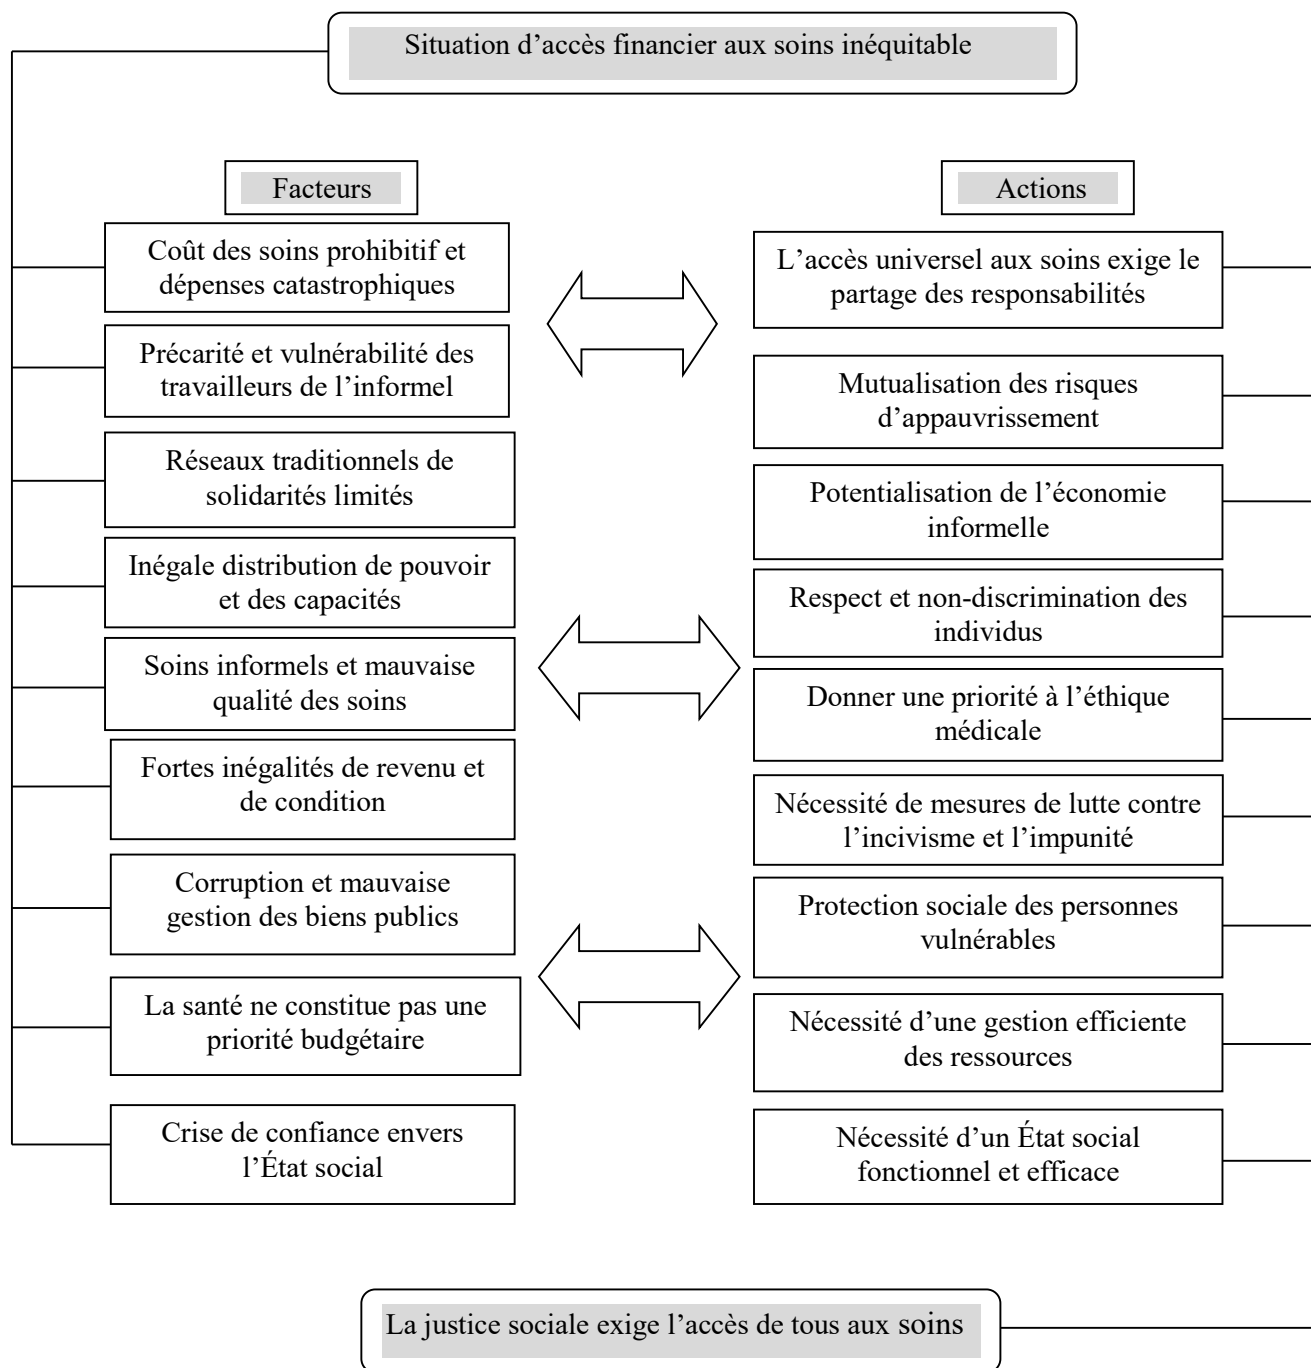 Situation d’accès financier aux soins inéquitable
Facteurs
Coût des soins prohibitif et
dépenses catastrophiques
Précarité et vulnérabilité des
travailleurs de l’informel
Réseaux traditionnels de
solidarités limités
Inégale distribution de pouvoir
et des capacités
Soins informels et mauvaise
qualité des soins
Fortes inégalités de revenu et
de condition
Corruption et mauvaise
gestion des biens publics
La santé ne constitue pas une
priorité budgétaire
Crise de confiance envers
l’État social
Actions
L’accès universel aux soins exige le
partage des responsabilités
Mutualisation des risques
d’appauvrissement
Potentialisation de l’économie
informelle
Respect et non-discrimination des
individus
Donner une priorité à l’éthique
médicale
Nécessité de mesures de lutte contre
l’incivisme et l’impunité
Protection sociale des personnes
vulnérables
Nécessité d’une gestion efficiente
des ressources
Nécessité d’un État social
fonctionnel et efficace
La justice sociale exige l’accès de tous aux soins